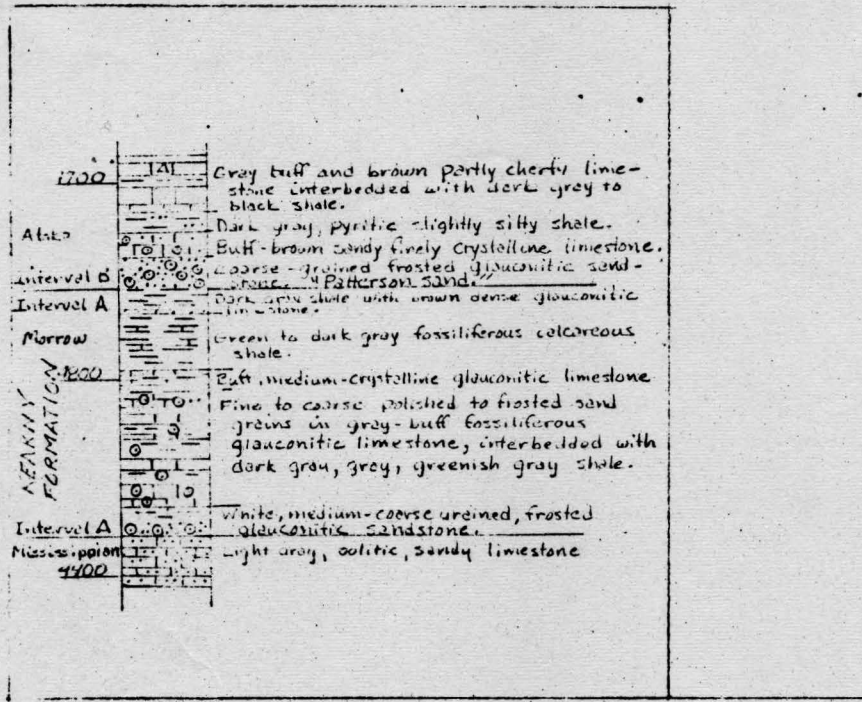 4700
Gray buff and brown partly cherty lime-
stone interbedded with dark gray to
black shale.
Atoka
Dark gray, pyritic slightly silty shale.
Buff-brown sandy finely crystalline limestone.
Interval B
Coarse-grained frosted glauconitic sand-
stone. "Patterson Sand."
Interval A
Dark gray shale with brown dense glauconitic
limestone.
Morrow
Green to dark gray fossiliferous calcareous
shale.
4800
Buff, medium-crystalline glauconitic limestone
KEARNY
FORMATION
Fine to coarse polished to frosted sand
grains in gray-buff fossiliferous
glauconitic limestone, interbedded with
dark gray, grey, greenish gray shale.
Interval A
White, medium-coarse grained, frosted
glauconitic sandstone.
Mississippian
Light gray, oolitic, sandy limestone
4900